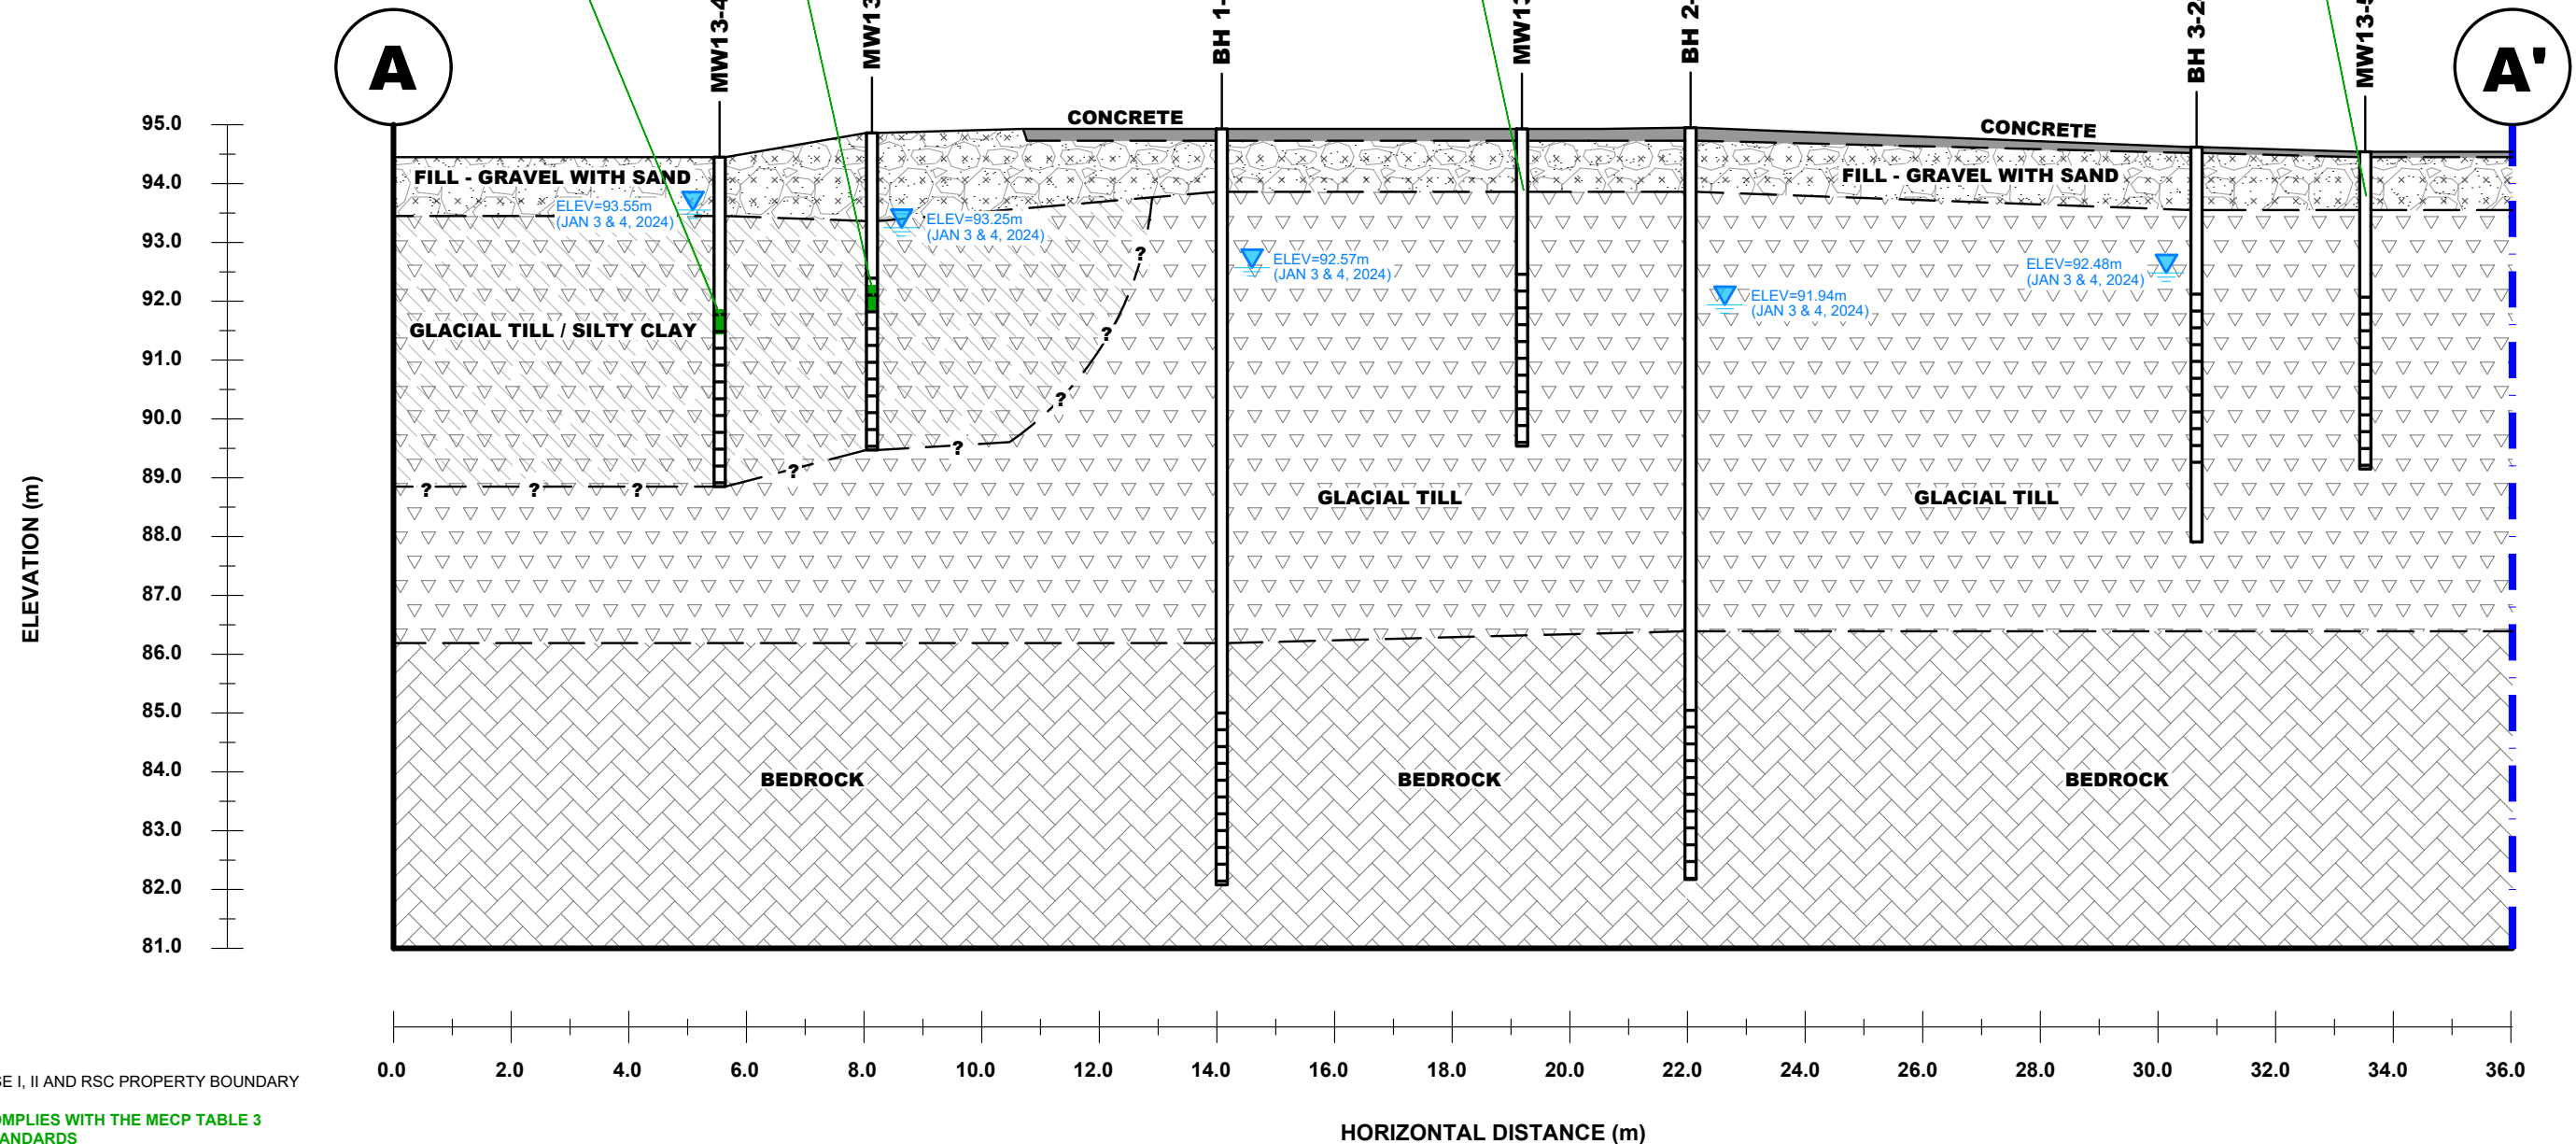 A
A'
MW13-4
MW13
BH 1-
MW13
BH 2-
BH 3-2
MW13-5
CONCRETE
CONCRETE
FILL - GRAVEL WITH SAND
FILL - GRAVEL WITH SAND
ELEV=93.55m
(JAN 3 & 4, 2024)
ELEV=93.25m
(JAN 3 & 4, 2024)
ELEV=92.57m
(JAN 3 & 4, 2024)
ELEV=91.94m
(JAN 3 & 4, 2024)
ELEV=92.48m
(JAN 3 & 4, 2024)
GLACIAL TILL / SILTY CLAY
? ? ? ? ? ? ? ?
GLACIAL TILL
GLACIAL TILL
BEDROCK
BEDROCK
BEDROCK
ELEVATION (m)
95.0
94.0
93.0
92.0
91.0
90.0
89.0
88.0
87.0
86.0
85.0
84.0
83.0
82.0
81.0
0.0 2.0 4.0 6.0 8.0 10.0 12.0 14.0 16.0 18.0 20.0 22.0 24.0 26.0 28.0 30.0 32.0 34.0 36.0
HORIZONTAL DISTANCE (m)
SE I, II AND RSC PROPERTY BOUNDARY
OMPLIES WITH THE MECP TABLE 3
ANDARDS